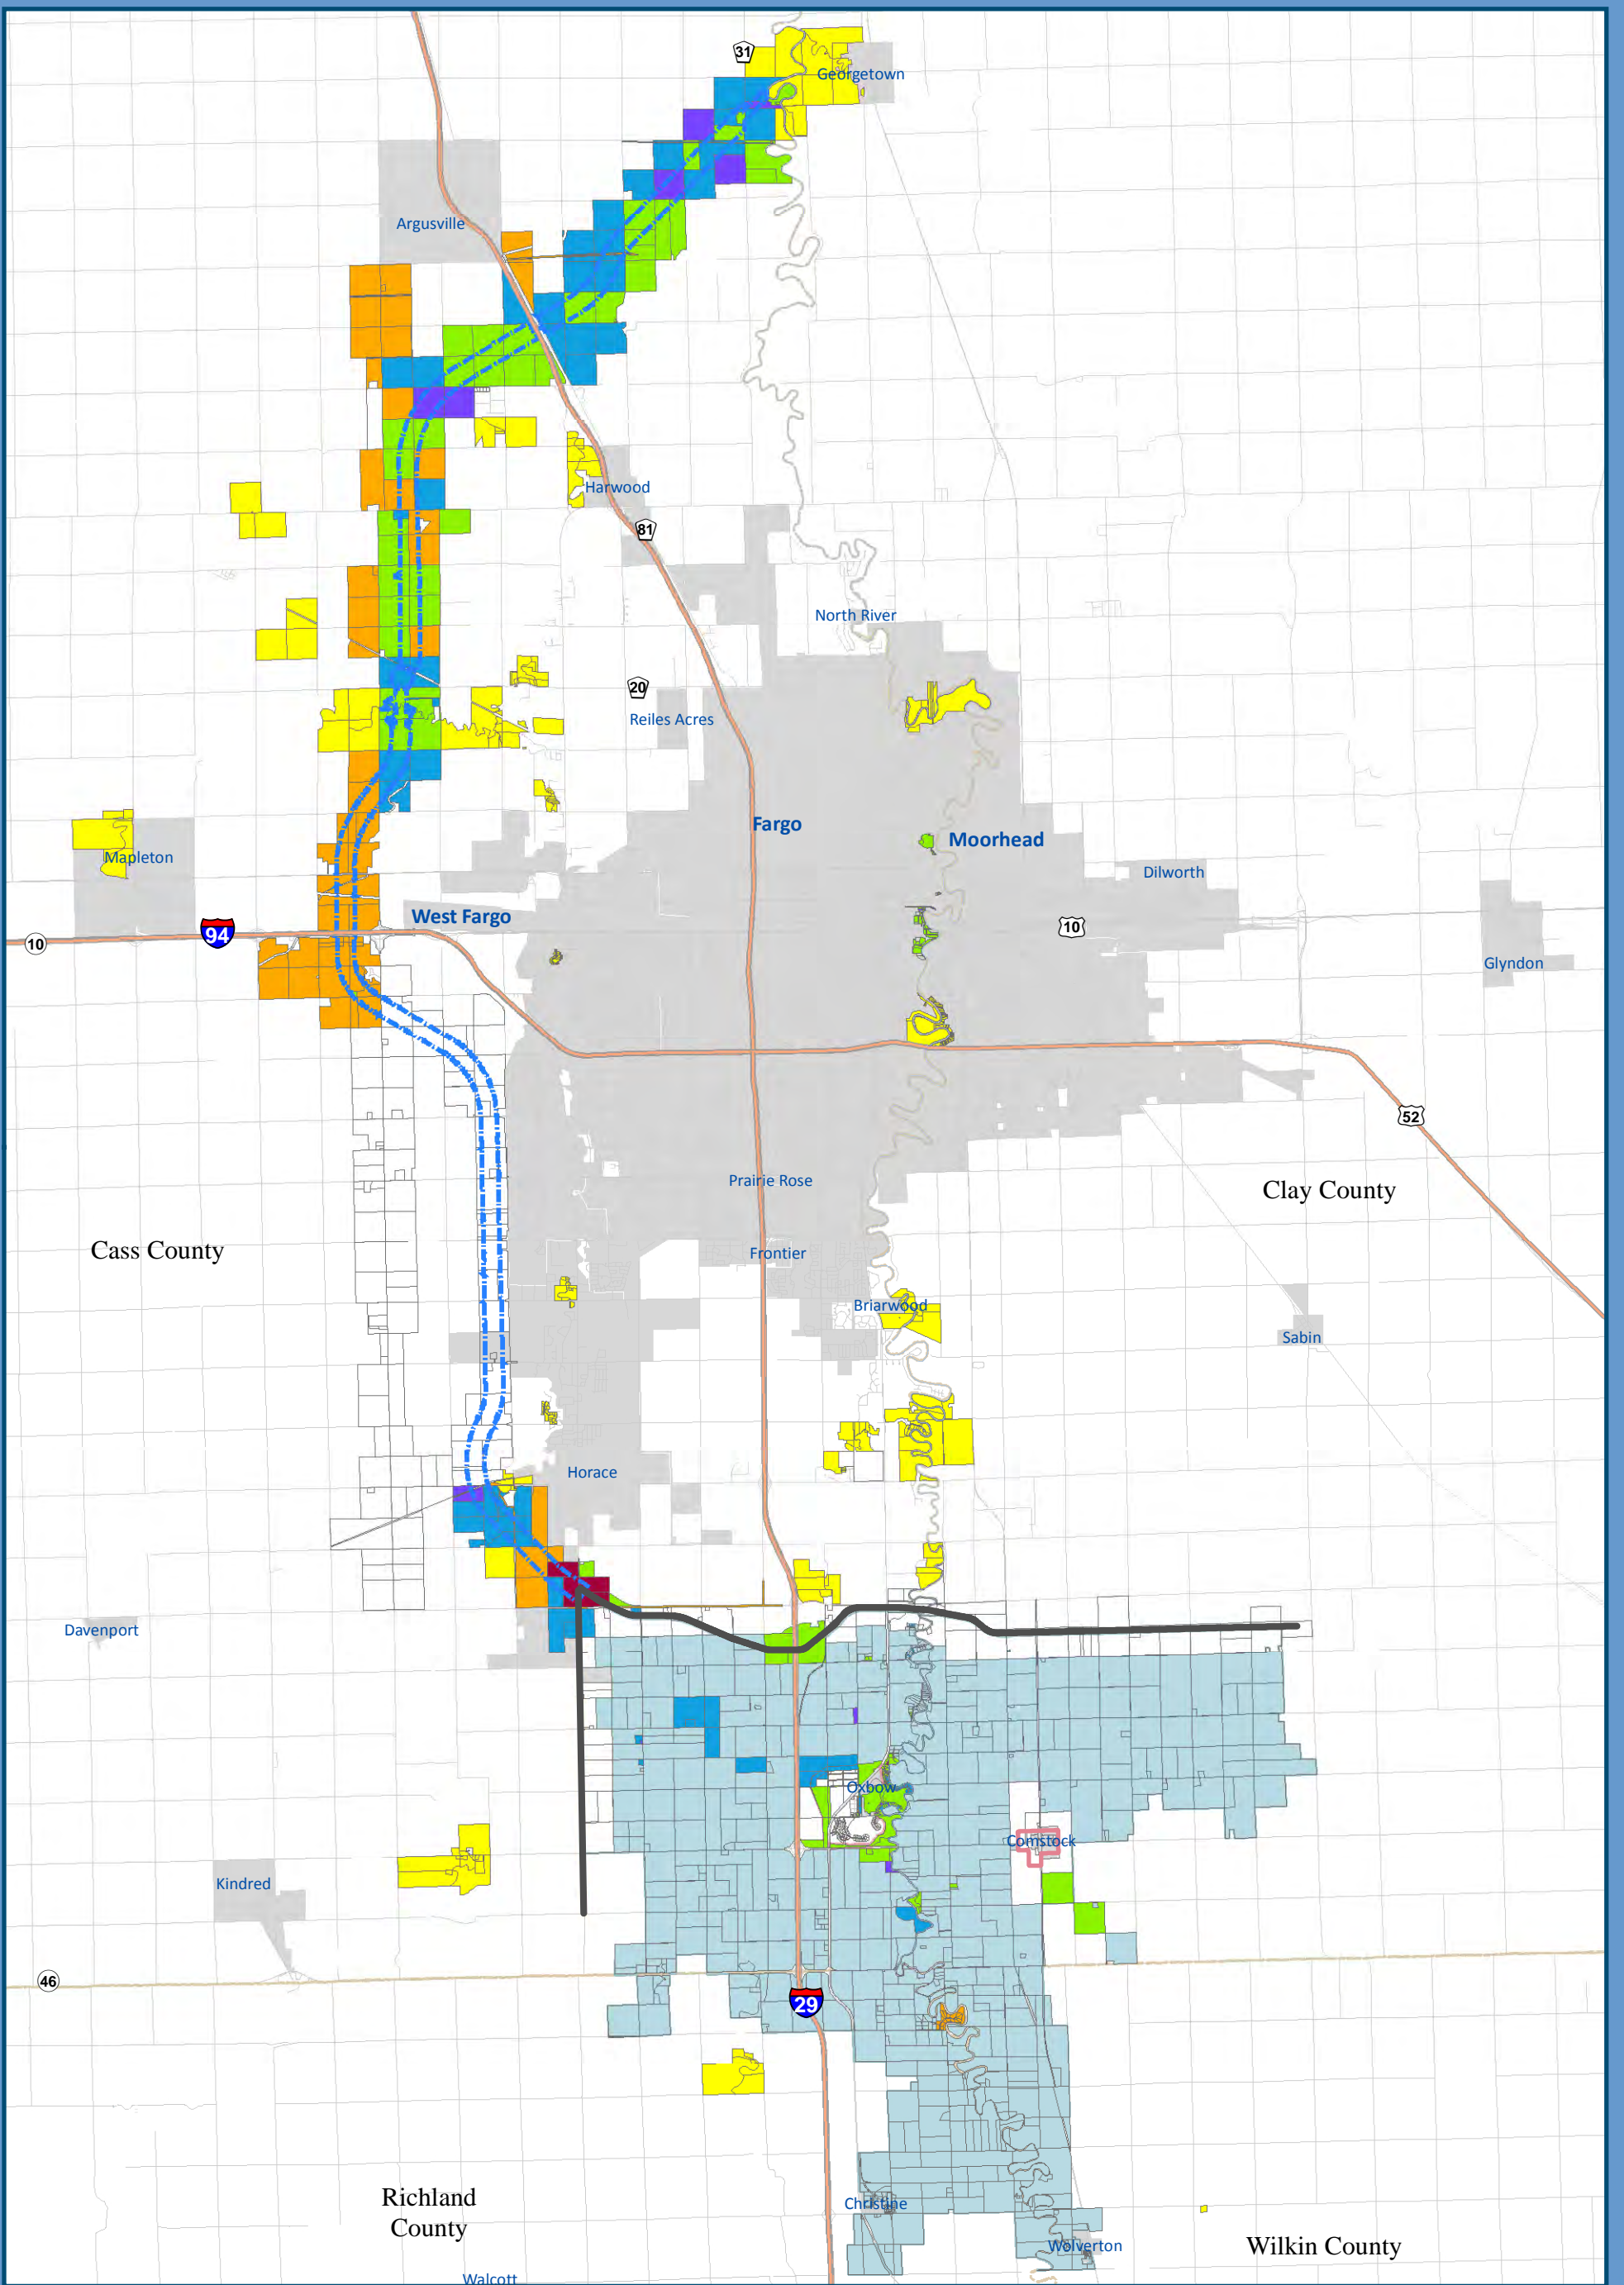 31
Georgetown
Argusville
Harwood
81
North River
20
Reiles Acres
Fargo
Moorhead
Mapleton
Dilworth
West Fargo
10
94
10
Glyndon
52
Prairie Rose
Clay County
Cass County
Frontier
Briarwood
Sabin
Horace
Davenport
Oxbow
Comstock
Kindred
46
29
Richland
County
Christine
Wolverton
Wilkin County
Walcott